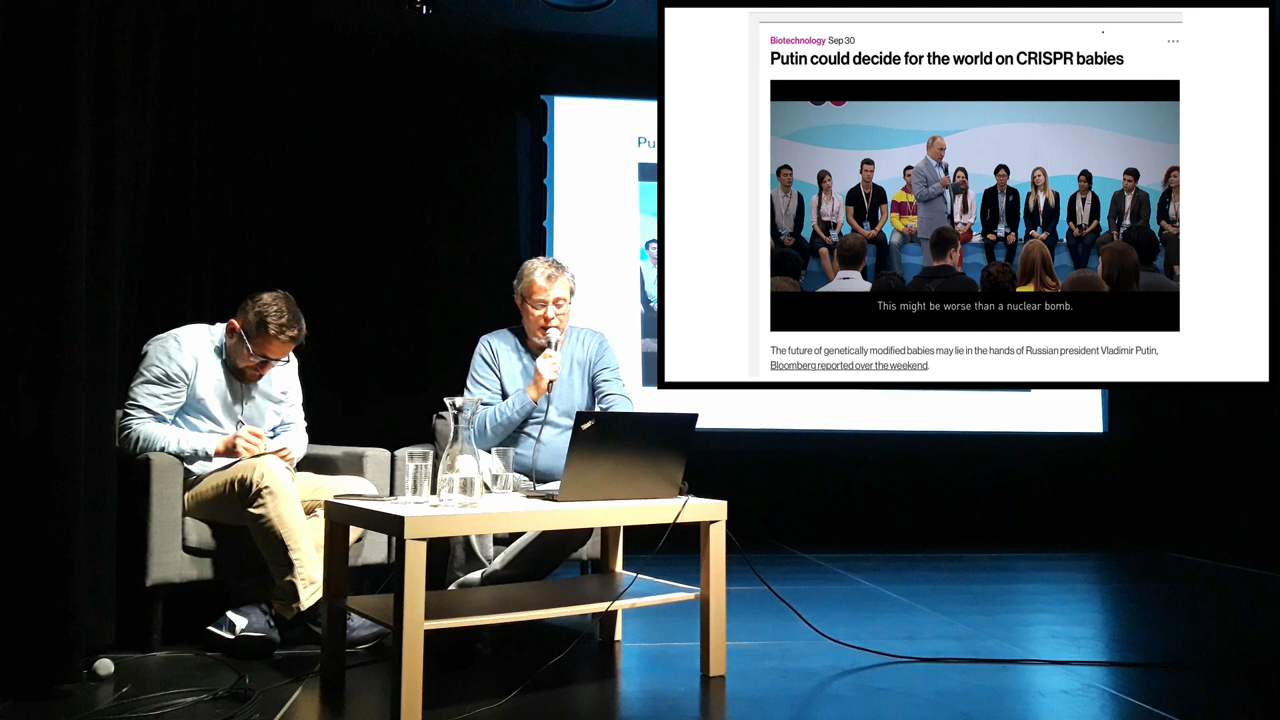 Biotechnology Sep 30
Putin could decide for the world on CRISPR babies
This might be worse than a nuclear bomb.
The future of genetically modified babies may lie in the hands of Russian president Vladimir Putin,
Bloomberg reported over the weekend.
Pu
ThinkPad